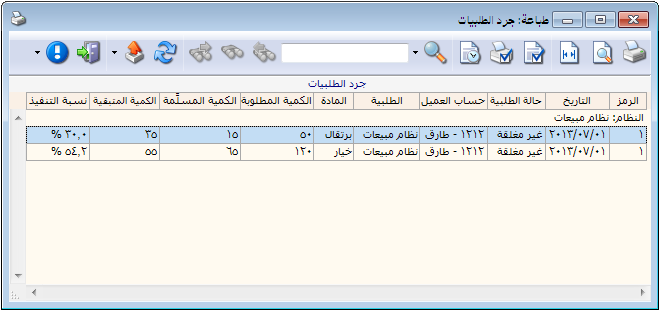 طباعة: جرد الطلبيات
جرد الطلبيات
الرمز التاريخ حالة الطلبية حساب العميل الطلبية المادة الكمية المطلوبة الكمية المسلَّمة الكمية المتبقية نسبة التنفيذ
النظام: نظام مبيعات
١ ٢٠١٣/٠٧/٠١ غير مغلقة ١٢١٢ - طارق نظام مبيعات برتقال ٥٠ ١٥ ٣٥ ٣٠,٠ %
١ ٢٠١٣/٠٧/٠١ غير مغلقة ١٢١٢ - طارق نظام مبيعات خيار ١٢٠ ٦٥ ٥٥ ٥٤,٢ %